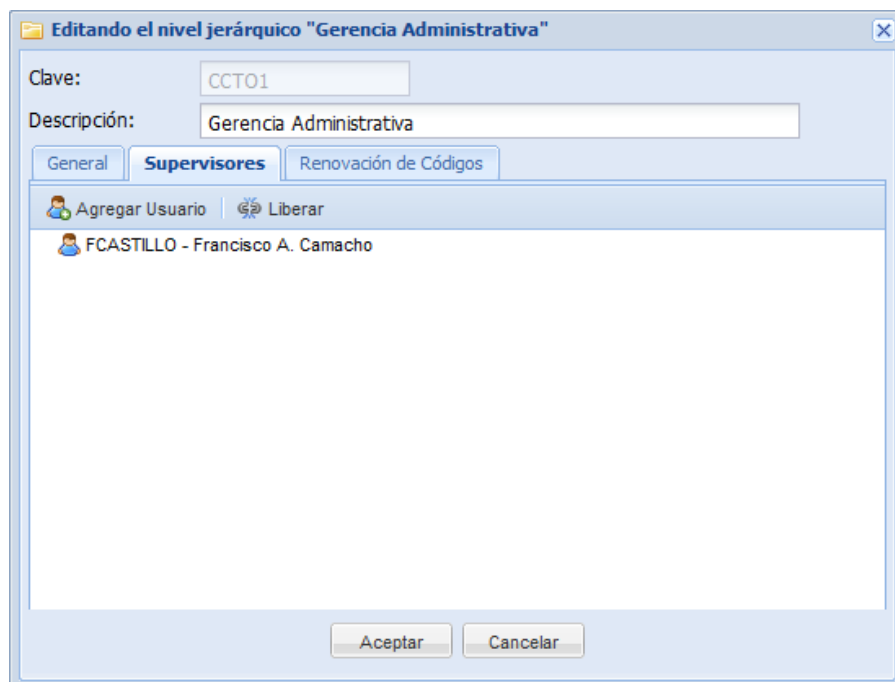 Editando el nivel jerárquico "Gerencia Administrativa"
Clave: CCTO1
Descripción: Gerencia Administrativa
General Supervisores Renovación de Códigos
Agregar Usuario Liberar
FCASTILLO - Francisco A. Camacho
Aceptar Cancelar